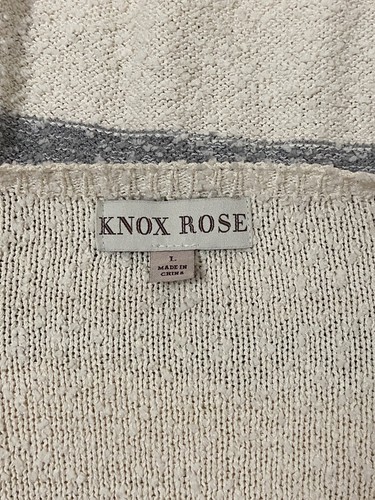 KNOX ROSE
L
MADE IN
CHINA